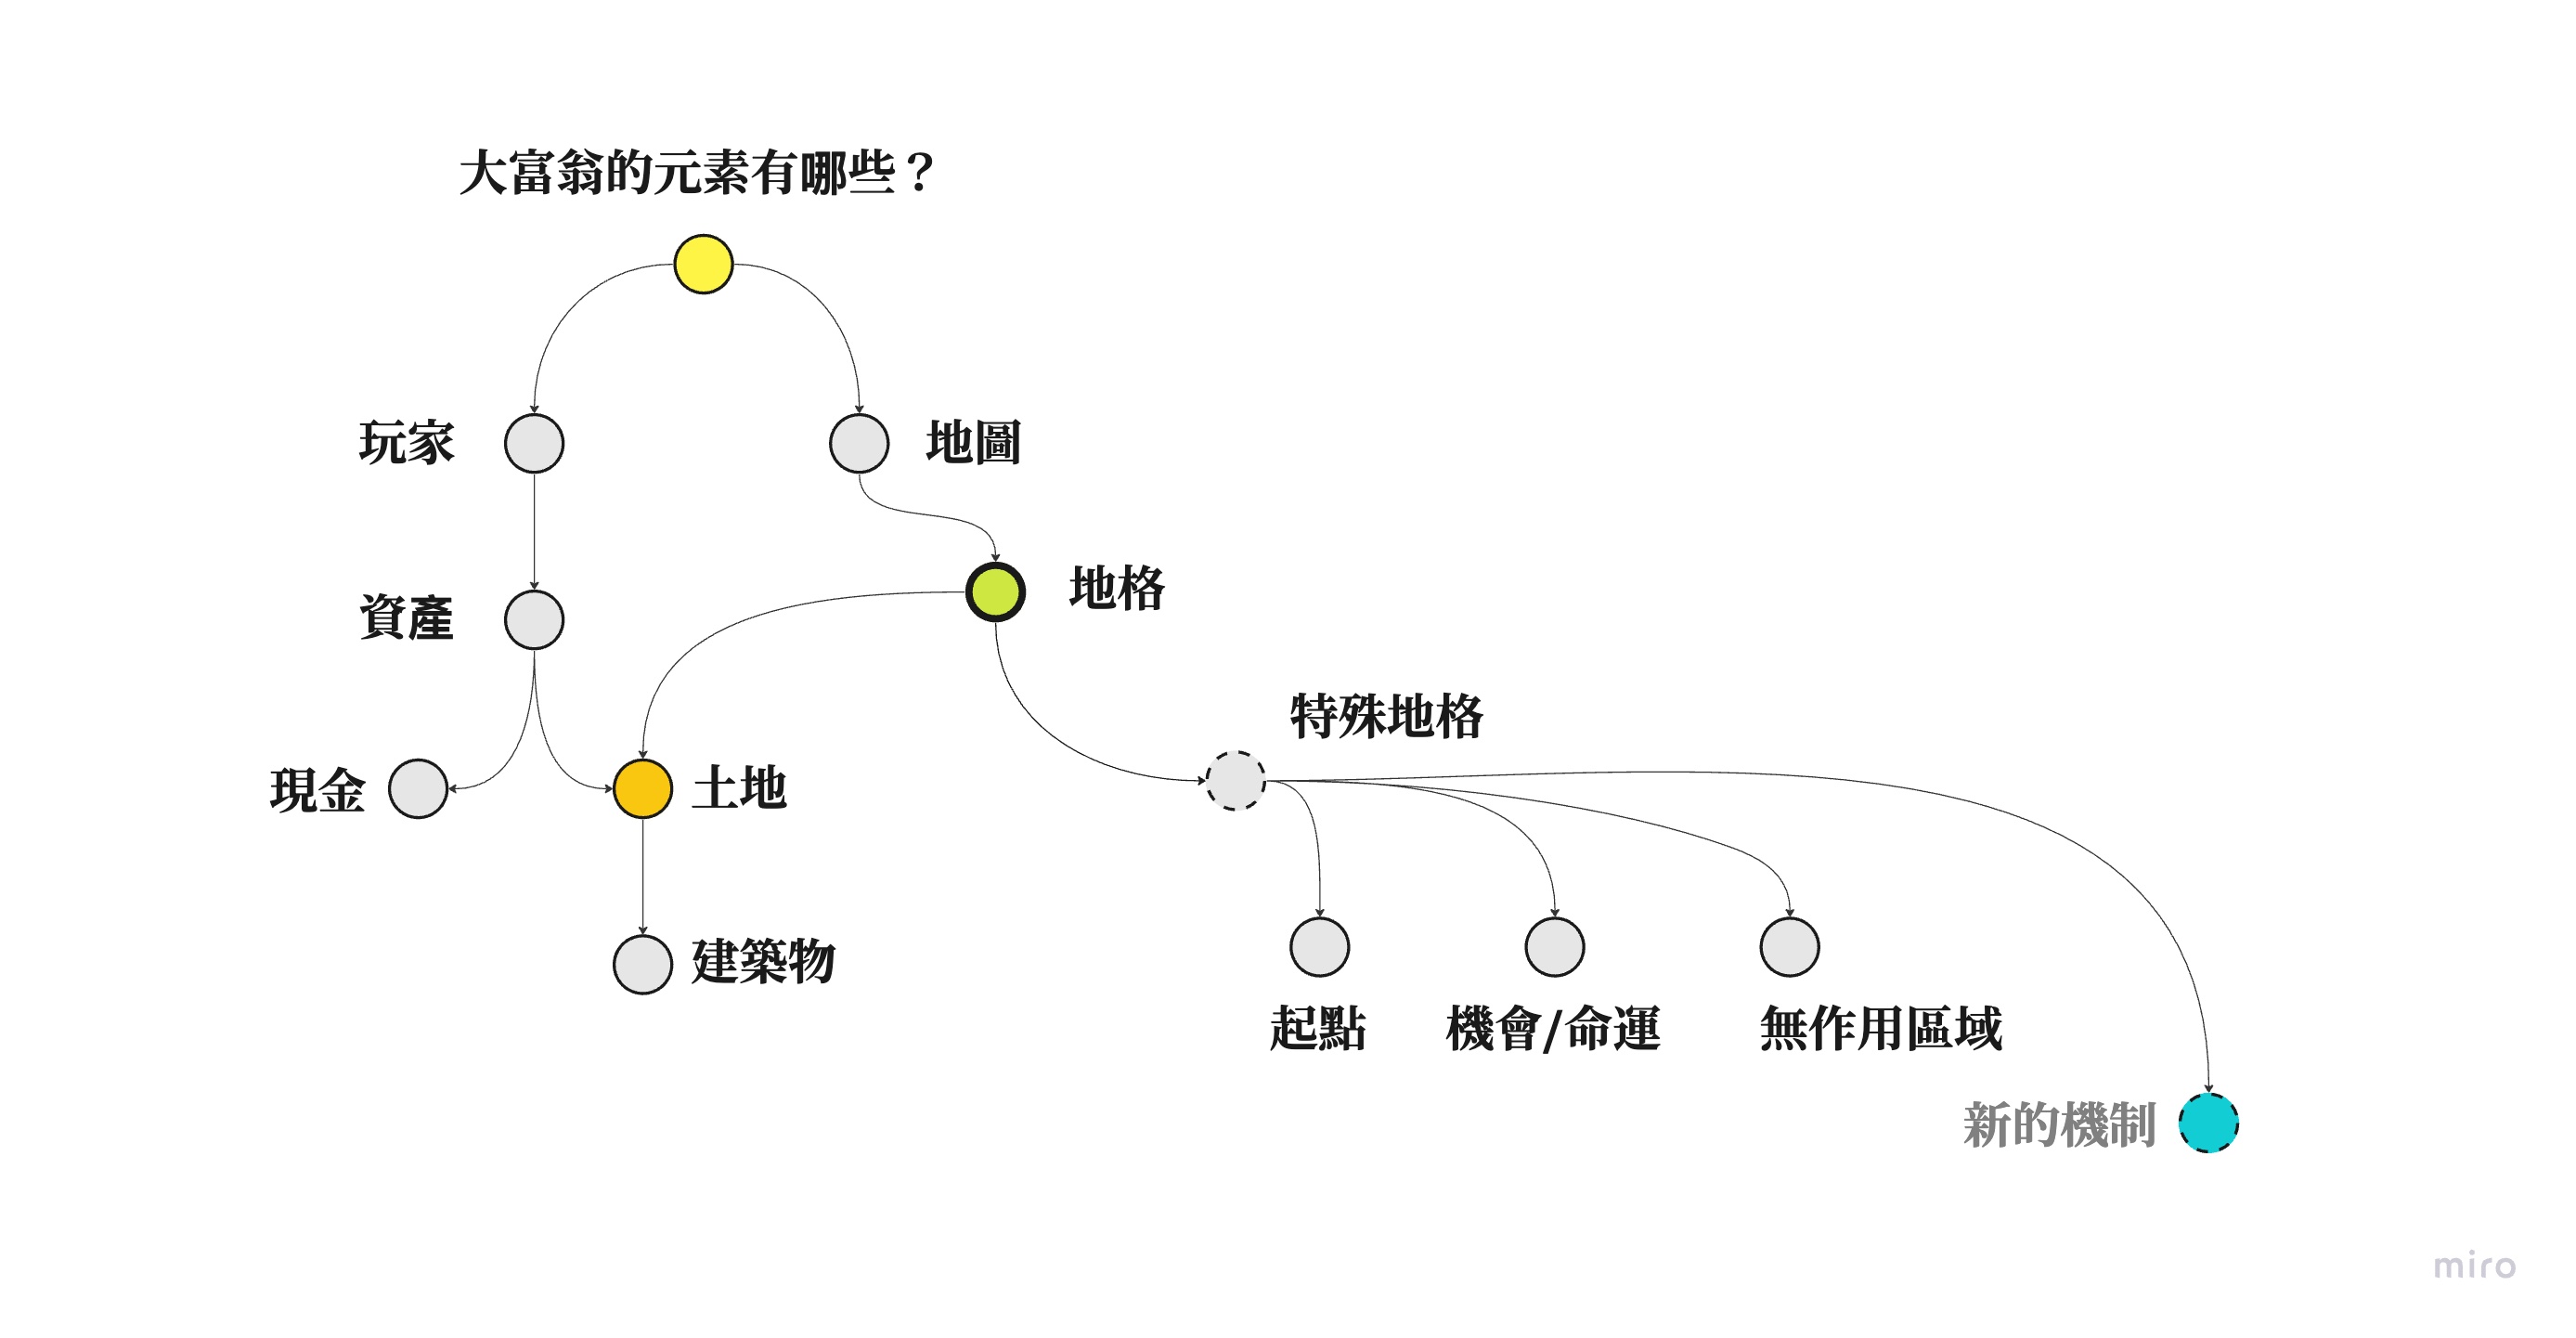 大富翁的元素有哪些？
玩家
地圖
地格
資產
特殊地格
現金
土地
建築物
起點
機會/命運
無作用區域
新的機制
miro